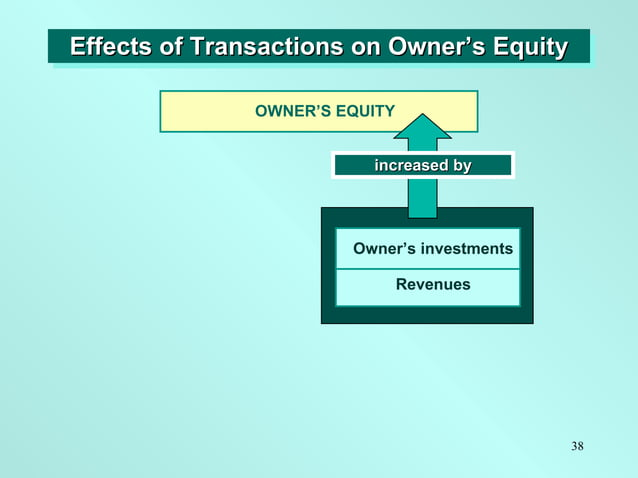 Effects of Transactions on Owner’s Equity
OWNER’S EQUITY
increased by
Owner’s investments
Revenues
38